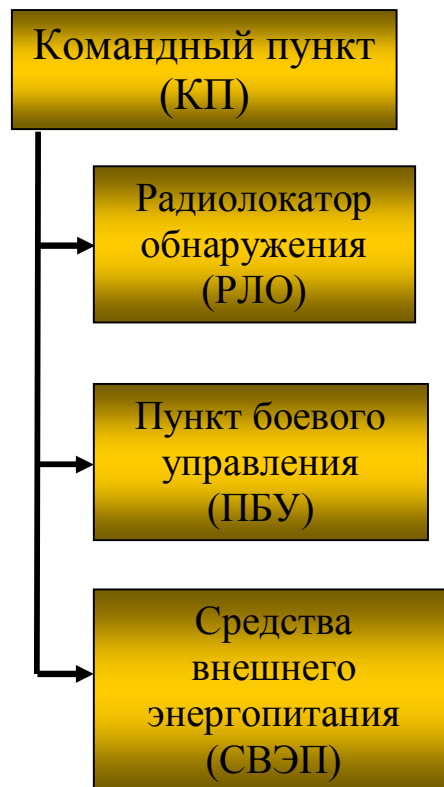 Командный пункт
(КП)
Радиолокатор
обнаружения
(РЛО)
Пункт боевого
управления
(ПБУ)
Средства
внешнего
энергопитания
(СВЭП)